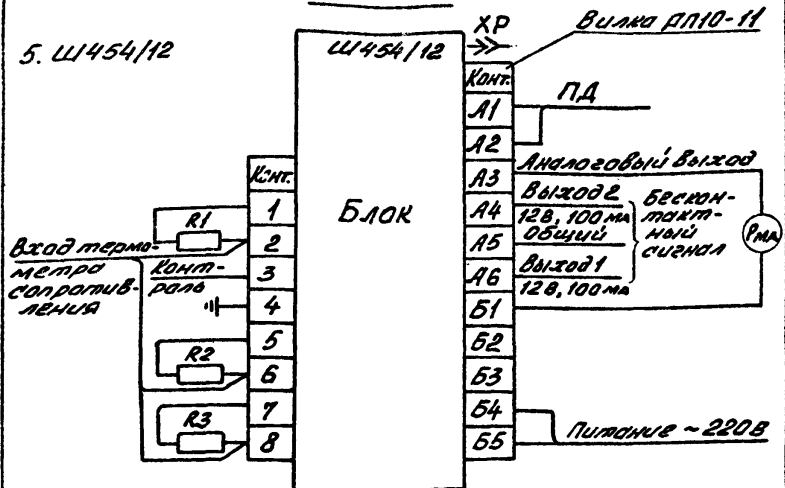 5. Ш454/12
Ш454/12
ХР
Вилка РП10-11
Блок
Конт.
1
2
3
4
5
6
7
8
R1
R2
R3
Вход термо-
метра
сопротив-
ления
Конт-
роль
Конт.
А1
А2
А3
А4
А5
А6
Б1
Б2
Б3
Б4
Б5
ПД
Аналоговый выход
Выход 2
12В, 100 мА
Общий
Выход 1
12В, 100 мА
Бескон-
такт-
ный
сигнал
РмА
Питание ~ 220В